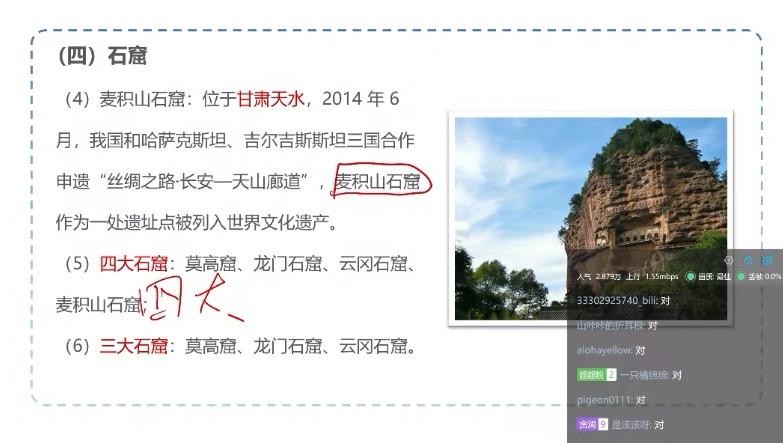 （四）石窟
（4）麦积山石窟：位于甘肃天水，2014 年 6
月，我国和哈萨克斯坦、吉尔吉斯斯坦三国合作
申遗“丝绸之路·长安—天山廊道”，麦积山石窟
作为一处遗址点被列入世界文化遗产。
（5）四大石窟：莫高窟、龙门石窟、云冈石窟、
麦积山石窟；
四大、
（6）三大石窟：莫高窟、龙门石窟、云冈石窟。
人气 2.879万 上行 1.55mbps 画质: 最佳 丢帧 0.0%
33302925740_bili: 对
山咔咔的折耳根: 对
alohayellow: 对
超超粉 2 一只橘绵绵: 对
pigeon0111: 对
贪澜 9 是该该呀: 对